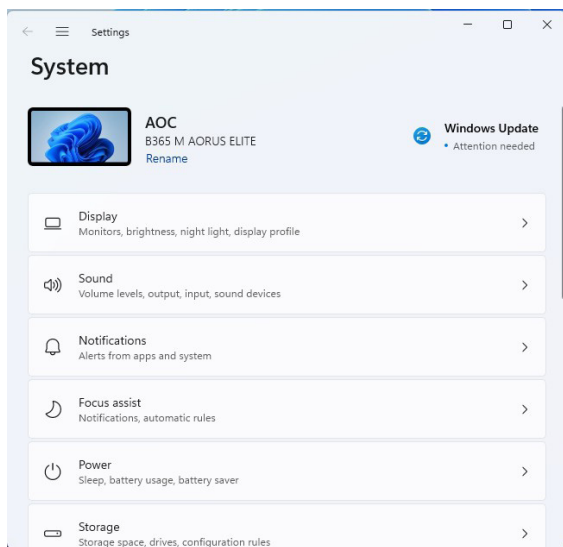 Settings
System
AOC
B365 M AORUS ELITE
Rename
Windows Update
• Attention needed
Display
Monitors, brightness, night light, display profile
Sound
Volume levels, output, input, sound devices
Notifications
Alerts from apps and system
Focus assist
Notifications, automatic rules
Power
Sleep, battery usage, battery saver
Storage
Storage space, drives, configuration rules